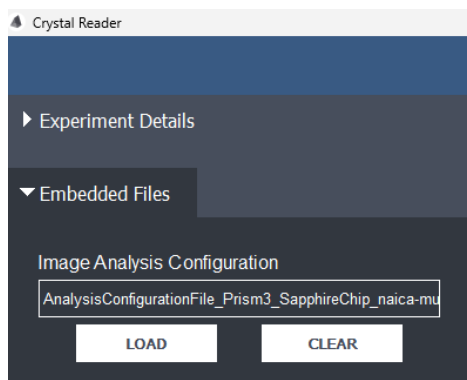 Crystal Reader
Experiment Details
Embedded Files
Image Analysis Configuration
AnalysisConfigurationFile_Prism3_SapphireChip_naica-mu
LOAD CLEAR